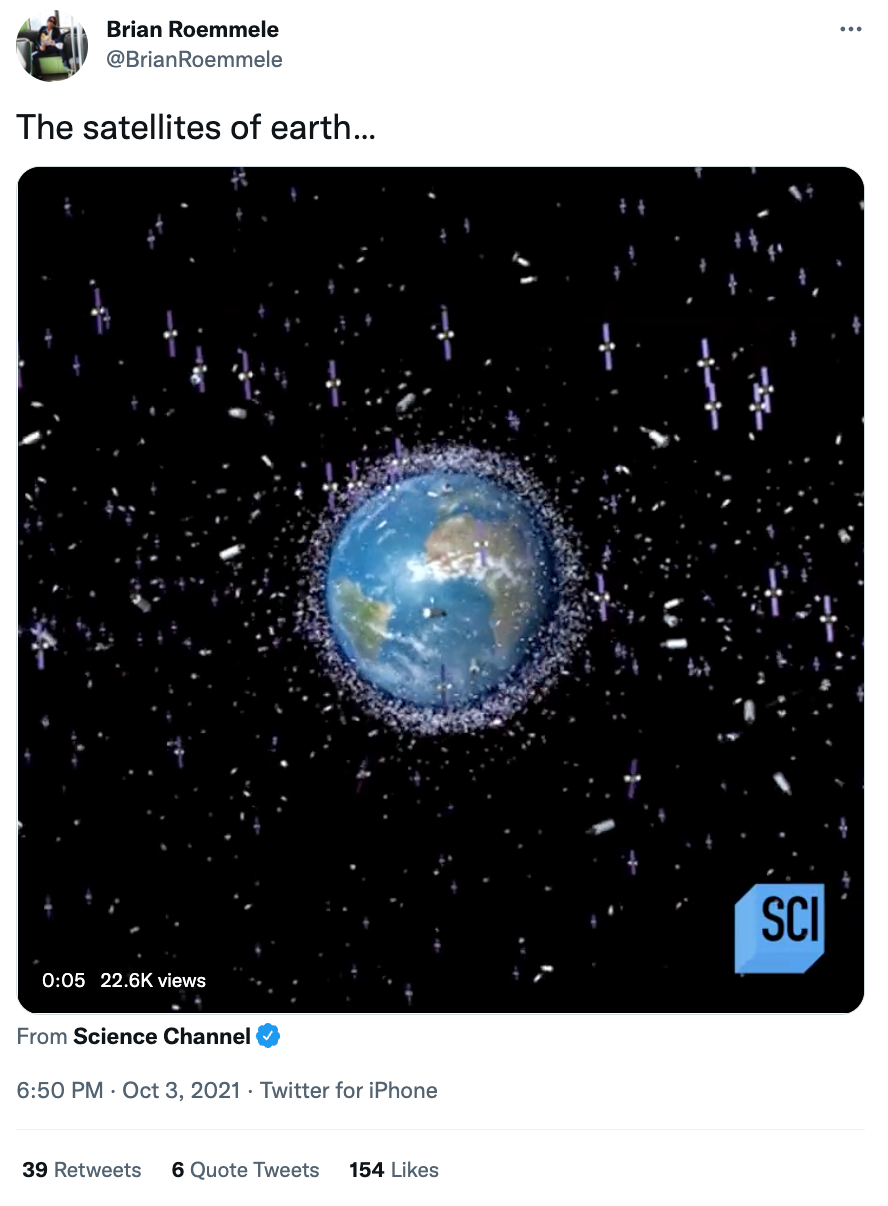 Brian Roemmele
@BrianRoemmele
The satellites of earth...
SCI
0:05 22.6K views
From Science Channel
6:50 PM · Oct 3, 2021 · Twitter for iPhone
39 Retweets 6 Quote Tweets 154 Likes